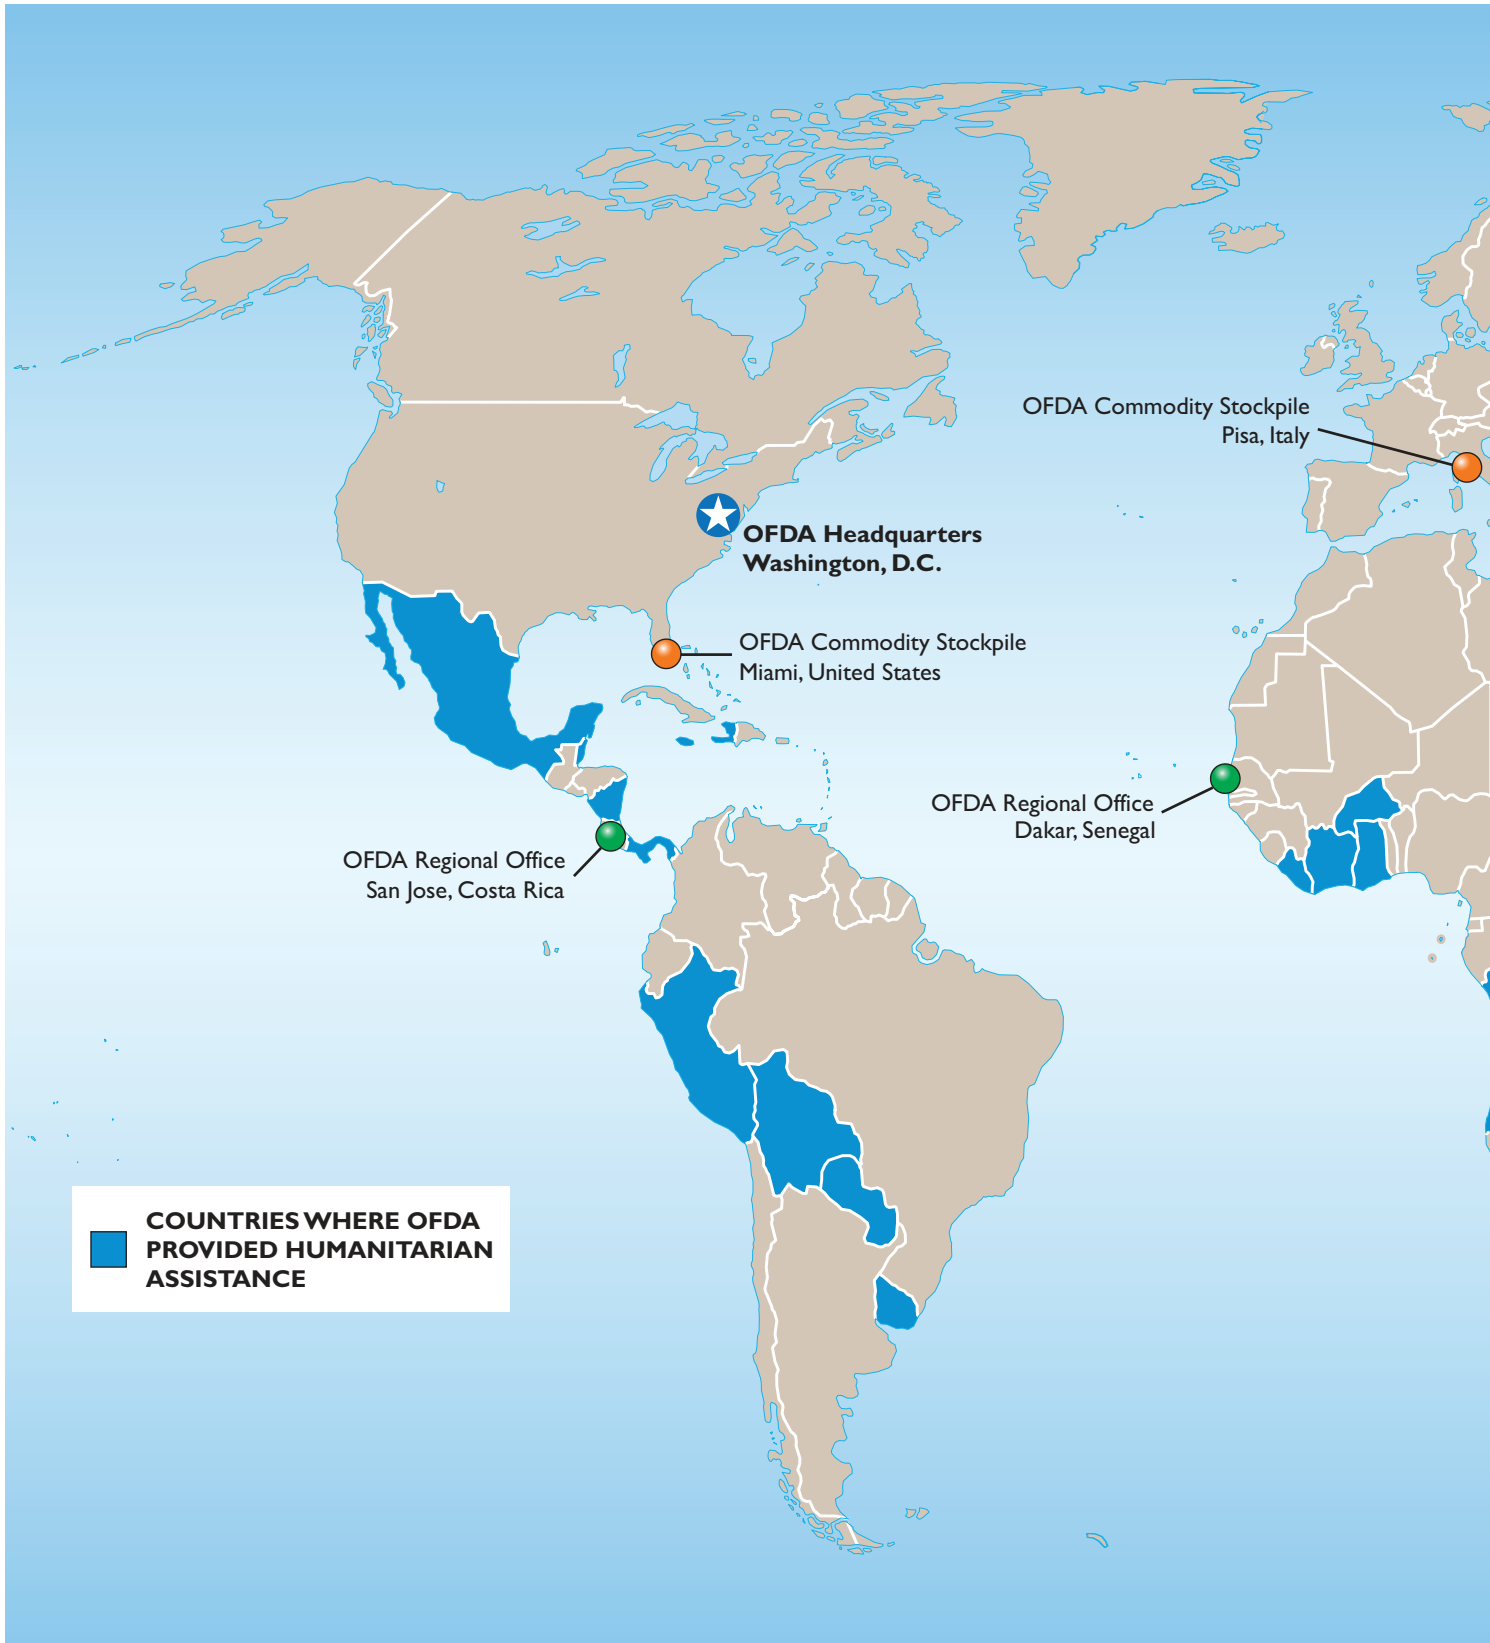 OFDA Commodity Stockpile
Pisa, Italy
OFDA Headquarters
Washington, D.C.
OFDA Commodity Stockpile
Miami, United States
OFDA Regional Office
Dakar, Senegal
OFDA Regional Office
San Jose, Costa Rica
COUNTRIES WHERE OFDA
PROVIDED HUMANITARIAN
ASSISTANCE